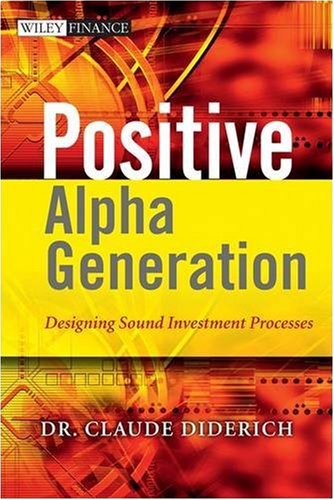 WILEY FINANCE
Positive
Alpha
Generation
Designing Sound Investment Processes
DR. CLAUDE DIDERICH